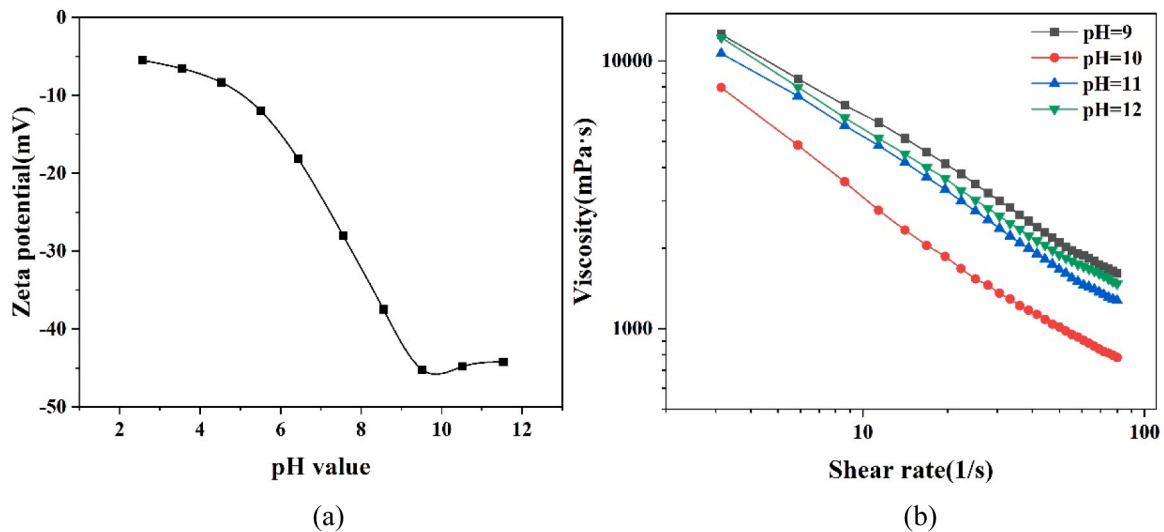 0
-10
-20
-30
-40
-50
Zeta potential(mV)
2 4 6 8 10 12
pH value
(a)
pH=9
pH=10
pH=11
pH=12
10000
1000
Viscosity(mPa·s)
10 100
Shear rate(1/s)
(b)